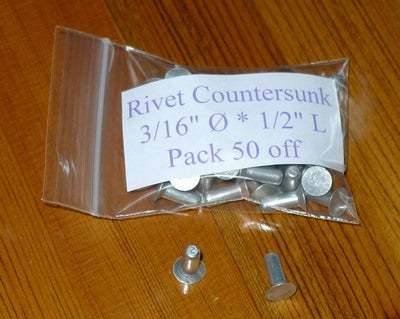 Rivet Countersunk
3/16" Ø * 1/2" L
Pack 50 off